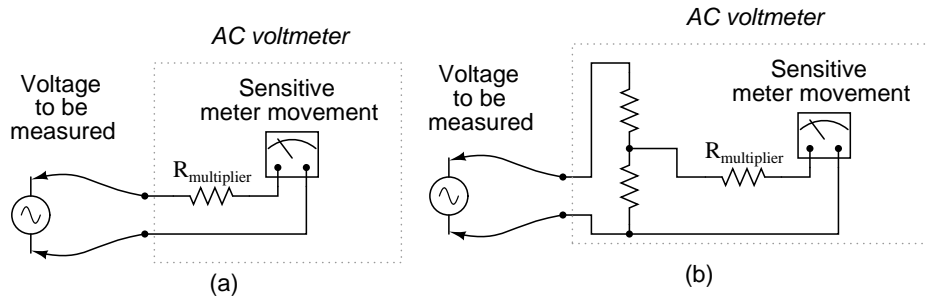 AC voltmeter
Voltage
to be
measured
Sensitive
meter movement
Rmultiplier
(a)
AC voltmeter
Voltage
to be
measured
Sensitive
meter movement
Rmultiplier
(b)